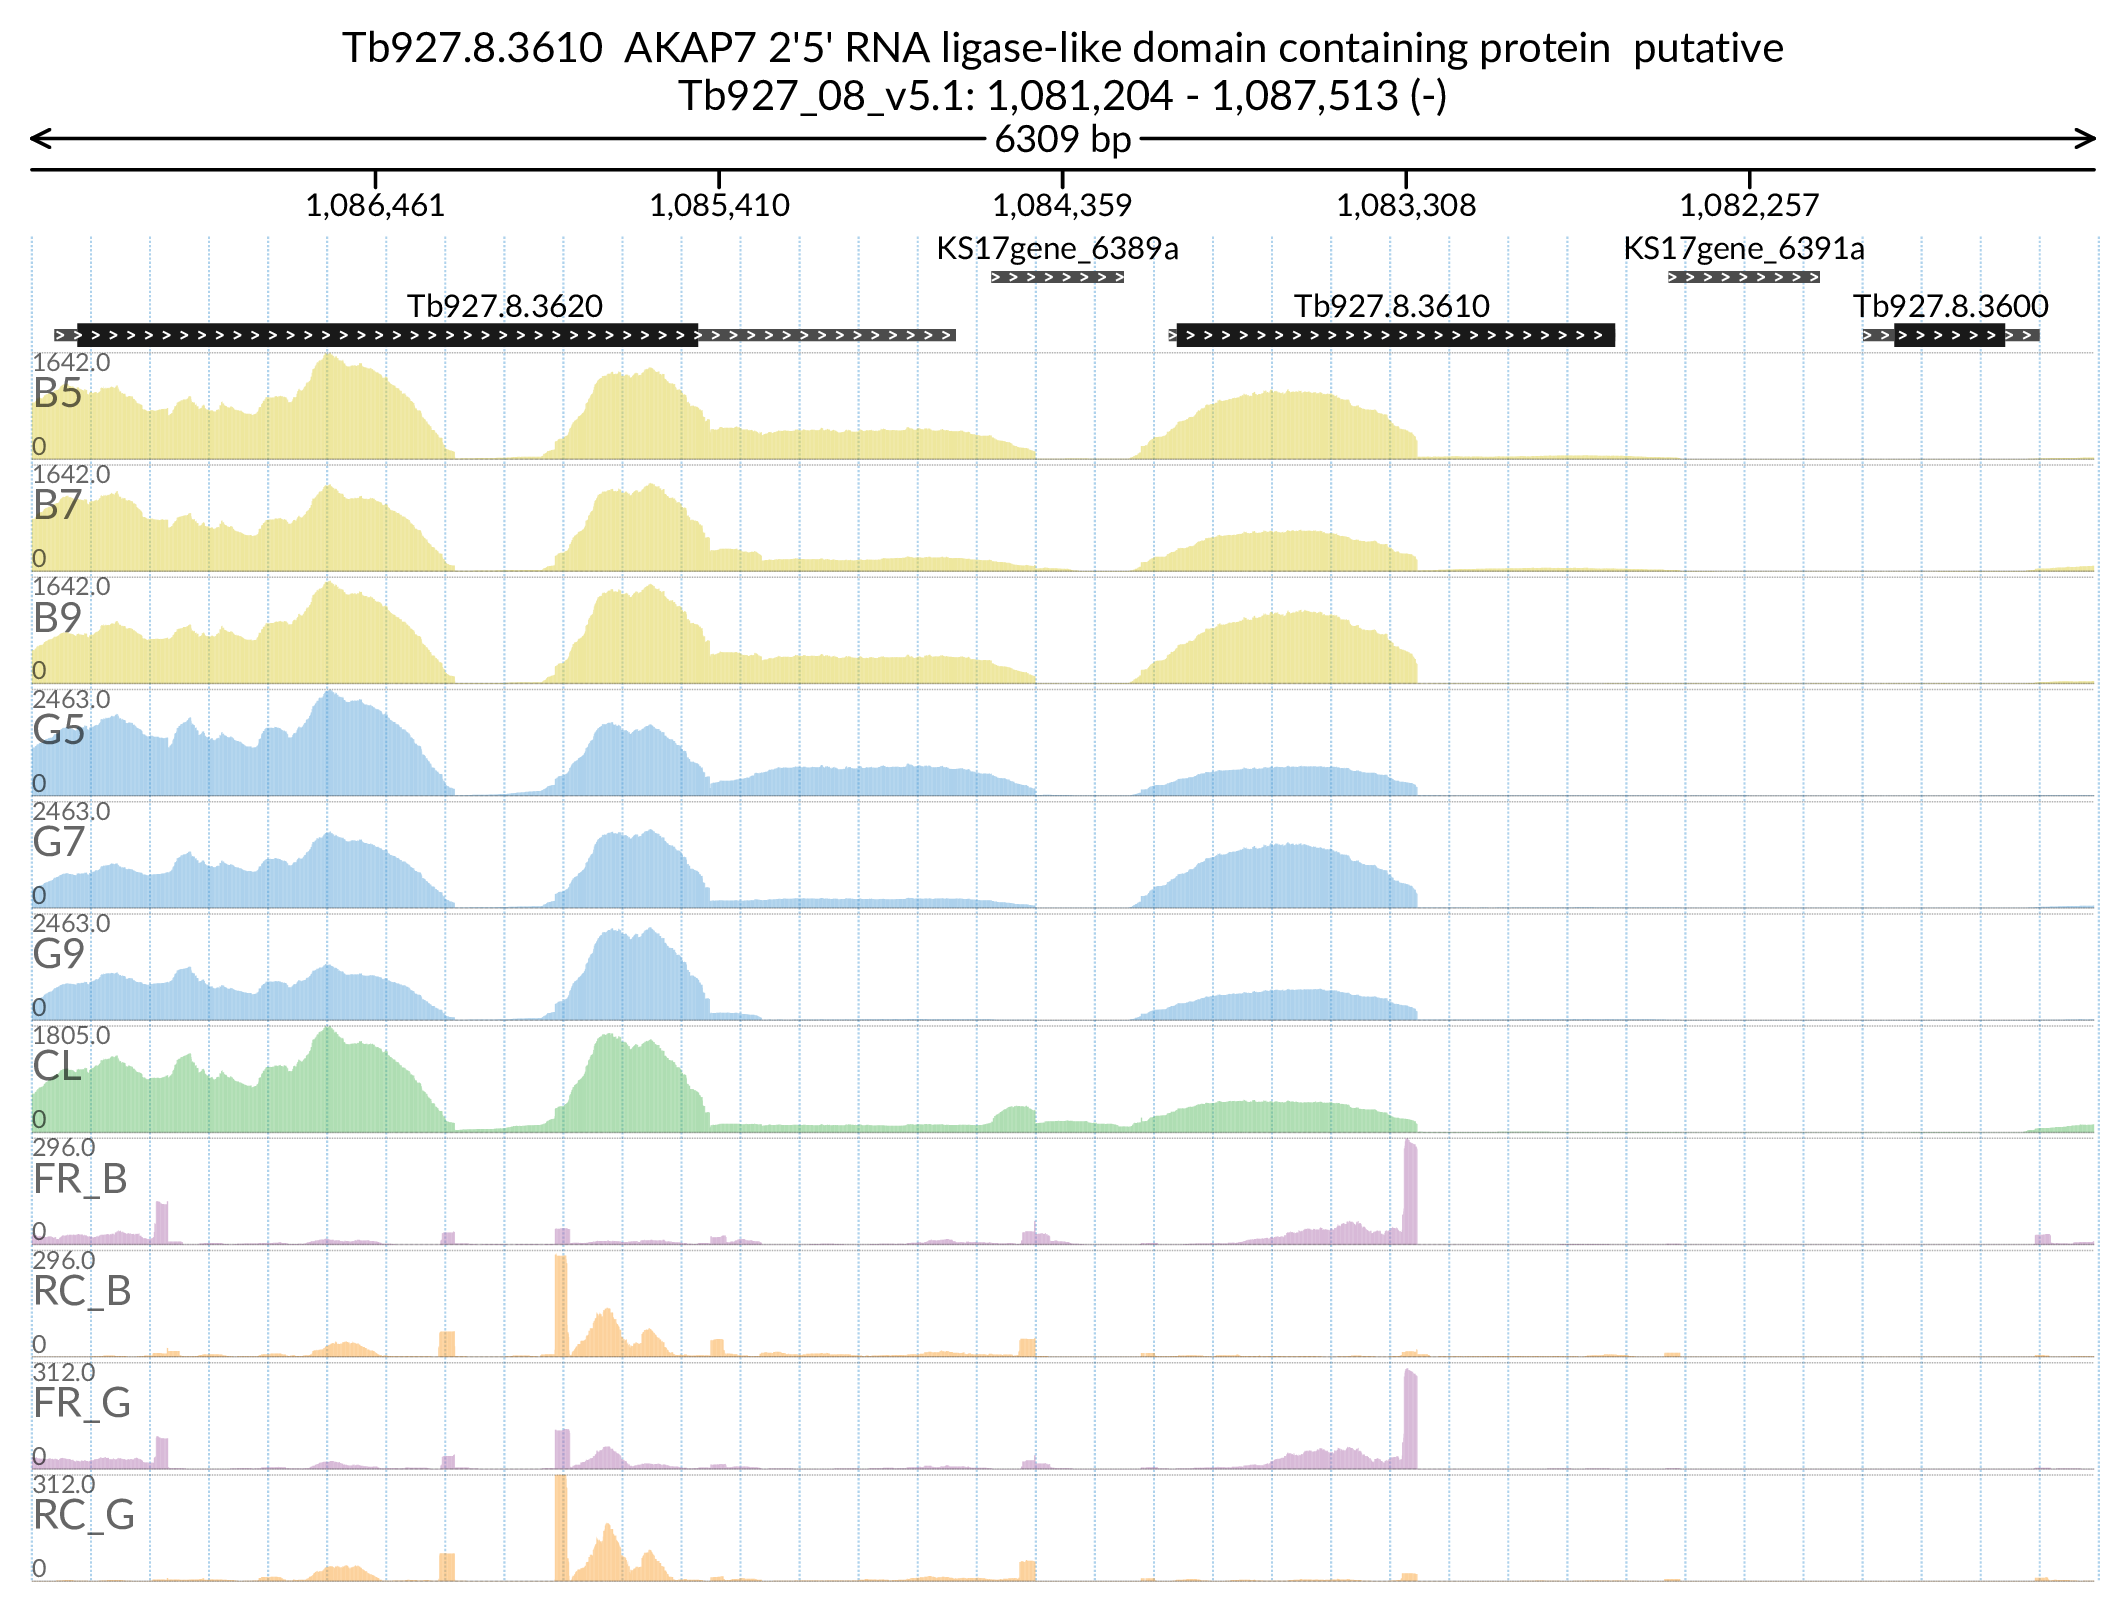 Tb927.8.3610  AKAP7 2'5' RNA ligase-like domain containing protein  putative
Tb927_08_v5.1: 1,081,204 - 1,087,513 (-)
6309 bp
1,086,461 1,085,410 1,084,359 1,083,308 1,082,257
KS17gene_6389a KS17gene_6391a
Tb927.8.3620 Tb927.8.3610 Tb927.8.3600
1642.0
B5
0
1642.0
B7
0
1642.0
B9
0
2463.0
G5
0
2463.0
G7
0
2463.0
G9
0
1805.0
CL
0
296.0
FR_B
0
296.0
RC_B
0
312.0
FR_G
0
312.0
RC_G
0